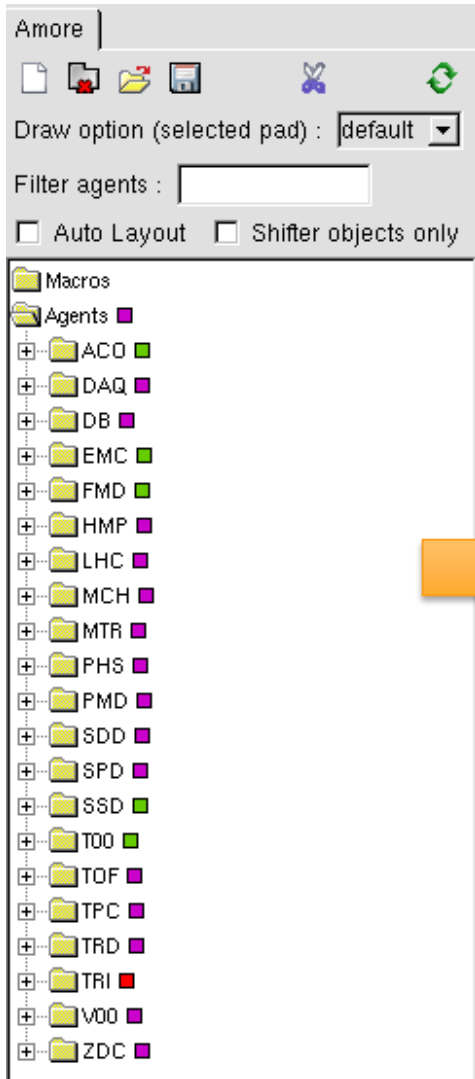 Amore
Draw option (selected pad) : default
Filter agents :
Auto Layout Shifter objects only
Macros
Agents
ACO
DAQ
DB
EMC
FMD
HMP
LHC
MCH
MTR
PHS
PMD
SDD
SPD
SSD
T00
TOF
TPC
TRD
TRI
V00
ZDC